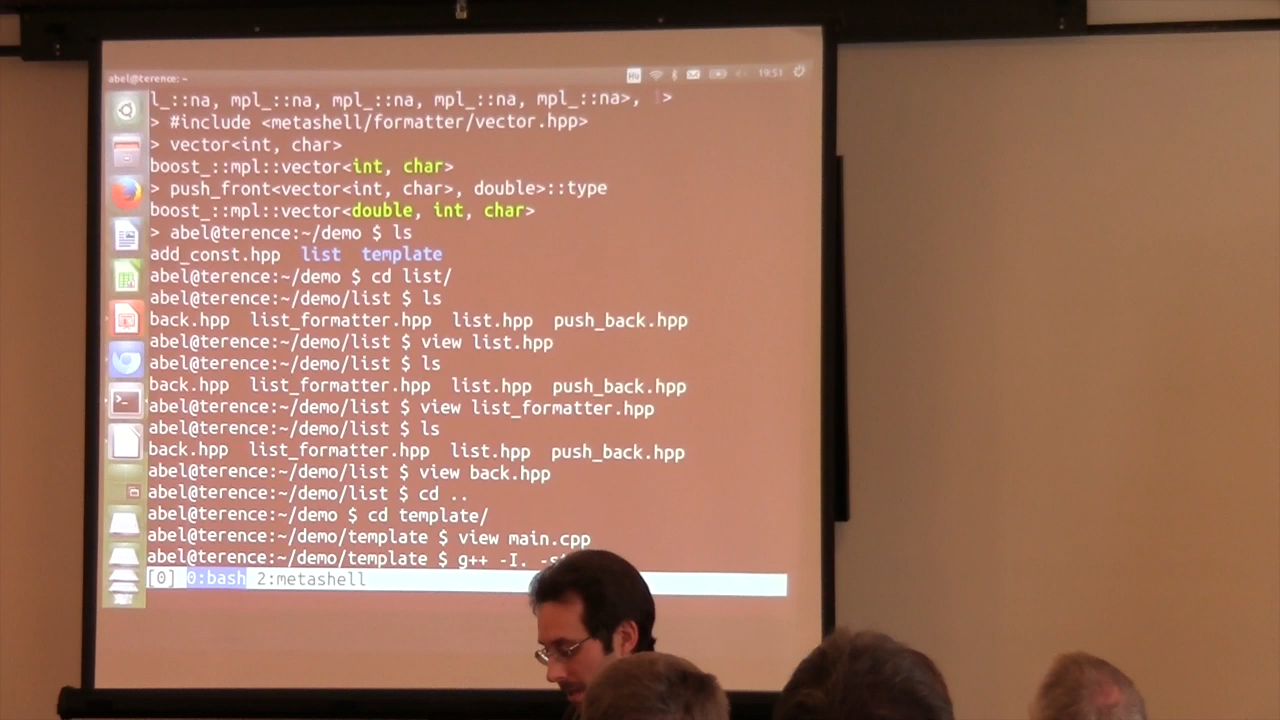 abel@terence: ~
Hu 19:51
l_::na, mpl_::na, mpl_::na, mpl_::na, mpl_::na>, >
> #include <metashell/formatter/vector.hpp>
> vector<int, char>
boost_::mpl::vector<int, char>
> push_front<vector<int, char>, double>::type
boost_::mpl::vector<double, int, char>
> abel@terence:~/demo $ ls
add_const.hpp list template
abel@terence:~/demo $ cd list/
abel@terence:~/demo/list $ ls
back.hpp list_formatter.hpp list.hpp push_back.hpp
abel@terence:~/demo/list $ view list.hpp
abel@terence:~/demo/list $ ls
back.hpp list_formatter.hpp list.hpp push_back.hpp
abel@terence:~/demo/list $ view list_formatter.hpp
abel@terence:~/demo/list $ ls
back.hpp list_formatter.hpp list.hpp push_back.hpp
abel@terence:~/demo/list $ view back.hpp
abel@terence:~/demo/list $ cd ..
abel@terence:~/demo $ cd template/
abel@terence:~/demo/template $ view main.cpp
abel@terence:~/demo/template $ g++ -I.
[0] 0:bash 2:metashell